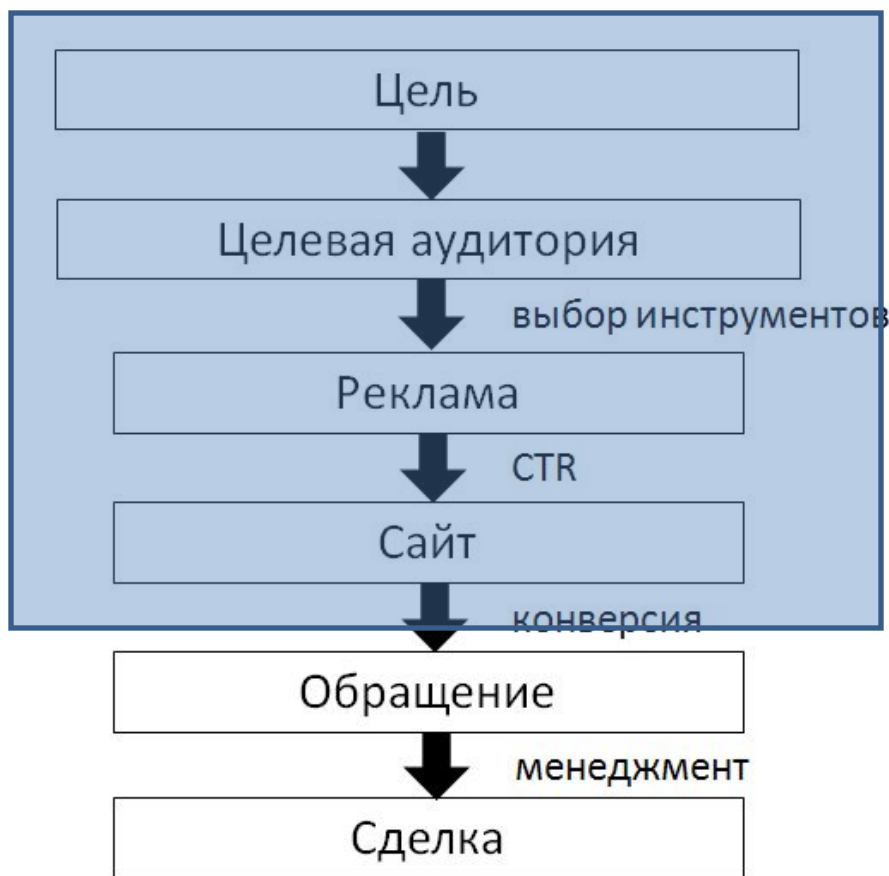 Цель
Целевая аудитория
выбор инструментов
Реклама
CTR
Сайт
конверсия
Обращение
менеджмент
Сделка